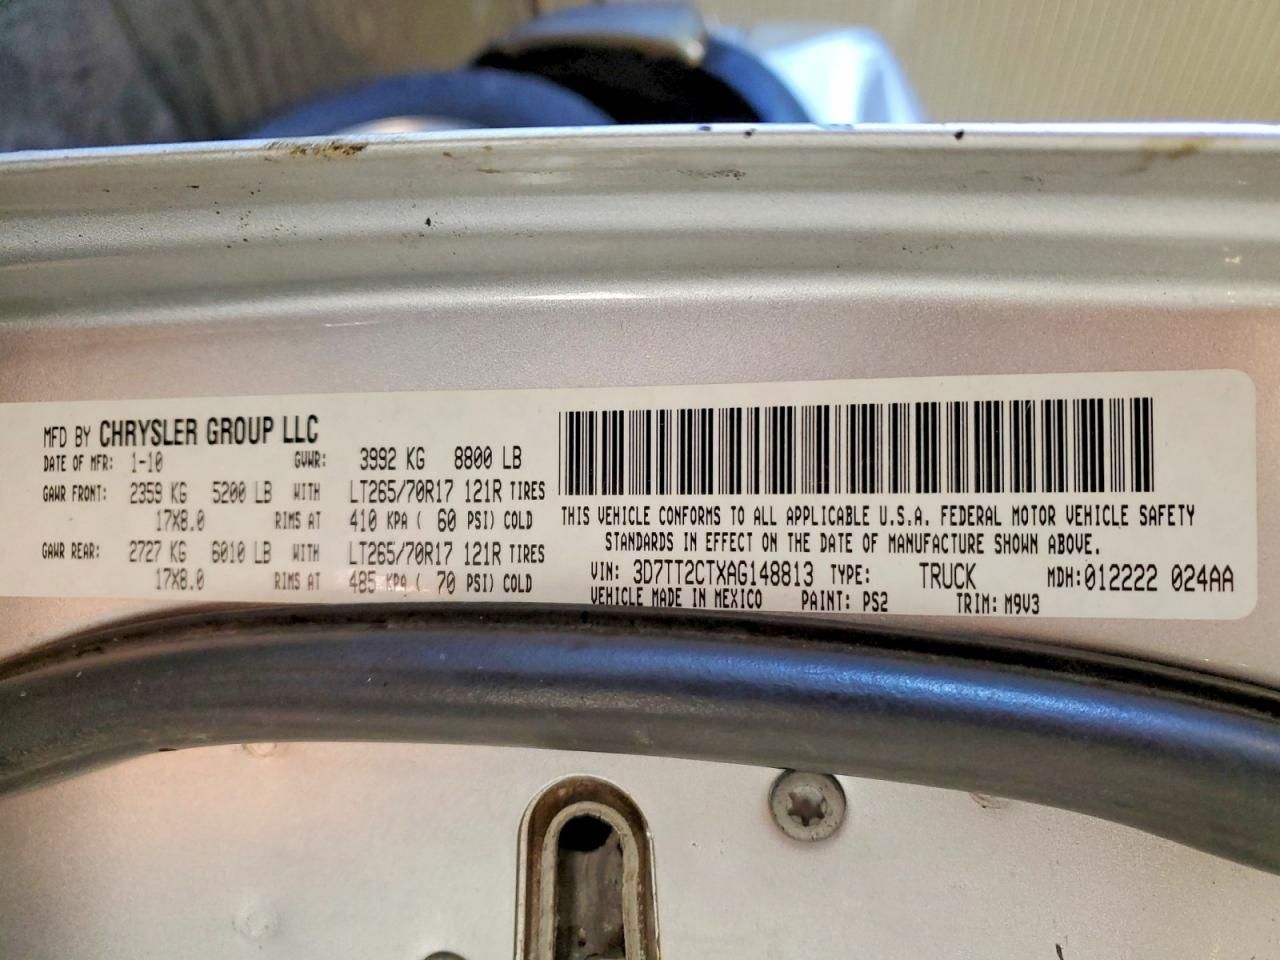 MFD BY CHRYSLER GROUP LLC
DATE OF MFR: 1-10 GVWR: 3992 KG 8800 LB
GAWR FRONT: 2359 KG 5200 LB WITH LT265/70R17 121R TIRES
17X8.0 RIMS AT 410 KPA ( 60 PSI) COLD
GAWR REAR: 2727 KG 6010 LB WITH LT265/70R17 121R TIRES
17X8.0 RIMS AT 485 KPA ( 70 PSI) COLD
THIS VEHICLE CONFORMS TO ALL APPLICABLE U.S.A. FEDERAL MOTOR VEHICLE SAFETY
STANDARDS IN EFFECT ON THE DATE OF MANUFACTURE SHOWN ABOVE.
VIN: 3D7TT2CTXAG148813 TYPE: TRUCK MDH:012222 024AA
VEHICLE MADE IN MEXICO PAINT: PS2 TRIM: M9V3